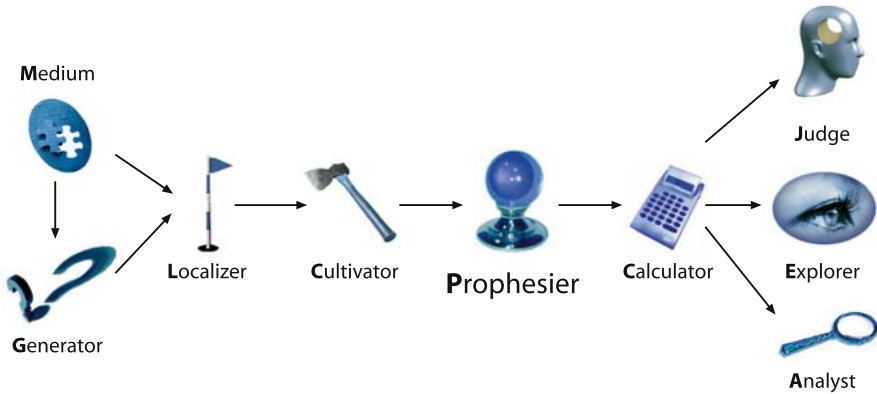 Medium
Judge
Localizer
Cultivator
Prophesier
Calculator
Explorer
Generator
Analyst